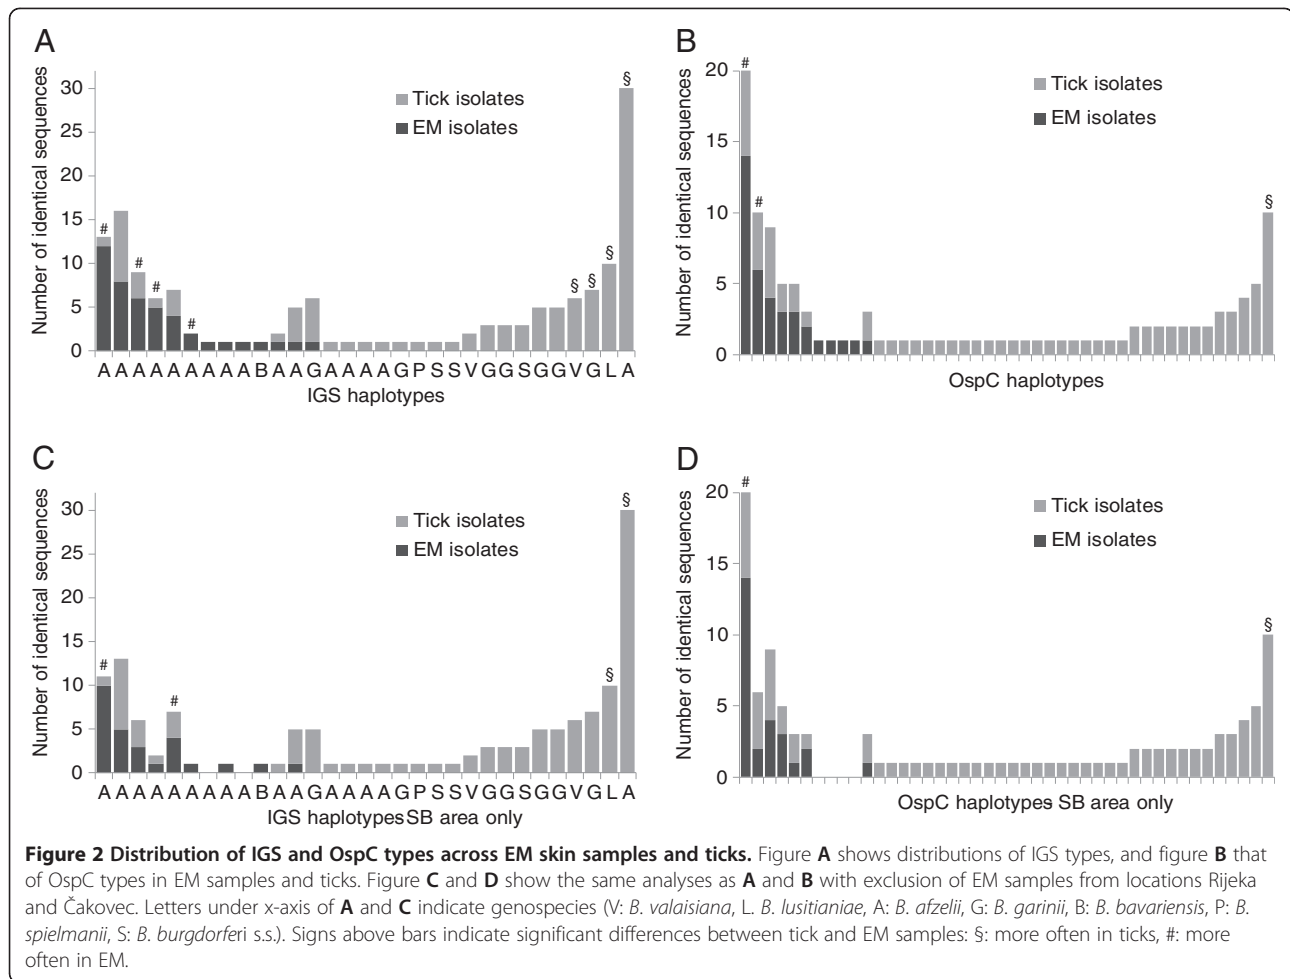 A
Number of identical sequences
30
25
20
15
10
5
0
Tick isolates
EM isolates
# # # # § § § §
A A A A A A A A A B A A G A A A A G P S S V G G S G G V G L A
IGS haplotypes
B
Number of identical sequences
20
15
10
5
0
Tick isolates
EM isolates
# # §
OspC haplotypes
C
Number of identical sequences
30
25
20
15
10
5
0
Tick isolates
EM isolates
# # § §
A A A A A A A A A B A A G A A A A G P S S V G G S G G V G L A
IGS haplotypes-SB area only
D
Number of identical sequences
20
15
10
5
0
Tick isolates
EM isolates
# §
OspC haplotypes- SB area only
Figure 2 Distribution of IGS and OspC types across EM skin samples and ticks. Figure A shows distributions of IGS types, and figure B that
of OspC types in EM samples and ticks. Figure C and D show the same analyses as A and B with exclusion of EM samples from locations Rijeka
and Čakovec. Letters under x-axis of A and C indicate genospecies (V: B. valaisiana, L. B. lusitianiae, A: B. afzelii, G: B. garinii, B: B. bavariensis, P: B.
spielmanii, S: B. burgdorferi s.s.). Signs above bars indicate significant differences between tick and EM samples: §: more often in ticks, #: more
often in EM.